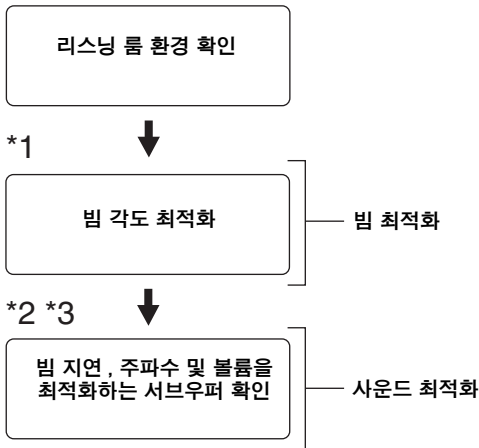 리스닝 룸 환경 확인
*1
빔 각도 최적화
빔 최적화
*2 *3
빔 지연 , 주파수 및 볼륨을
최적화하는 서브우퍼 확인
사운드 최적화